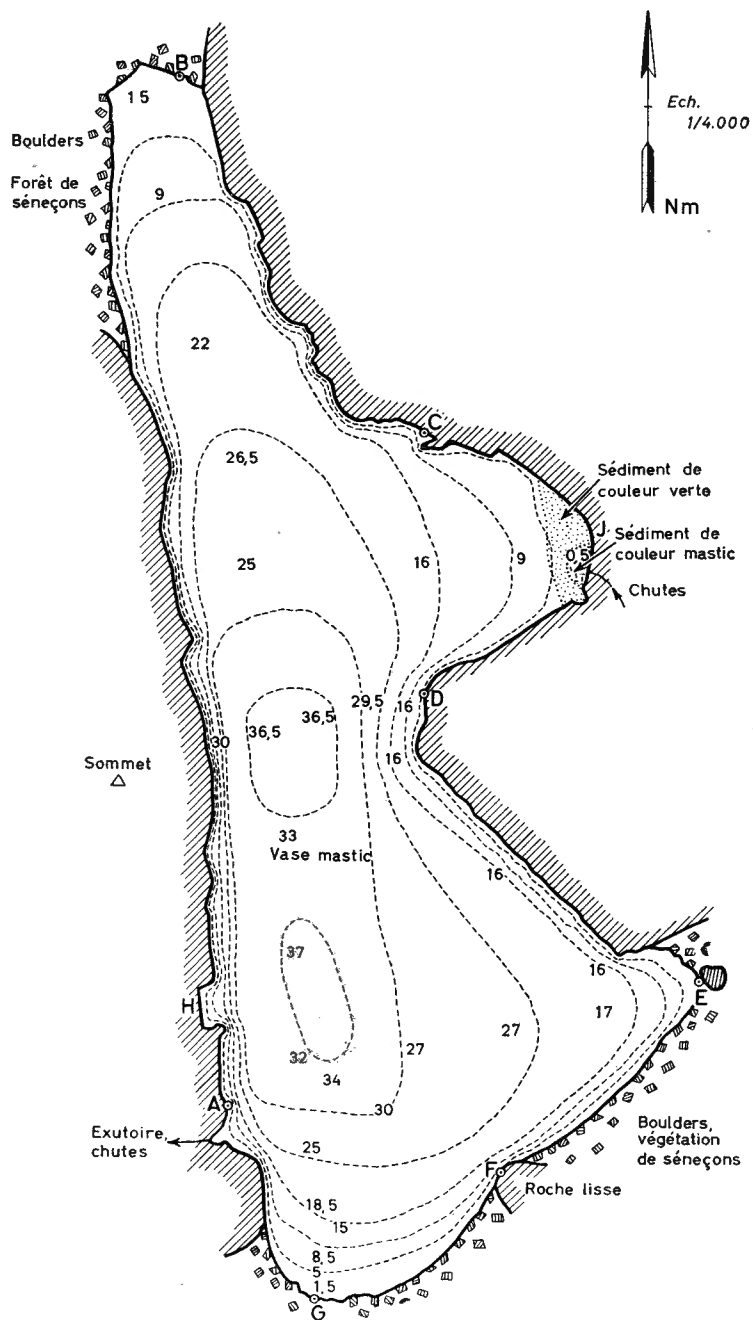 B
1 5
Ech.
1/4.000
Nm
Boulders
Forêt de
séneçons
9
22
C
26,5
Sédiment de
couleur verte
J
Sédiment de
couleur mastic
25
16
9
0,5
Chutes
29,5
16
D
36,5
36,5
30
16
Sommet
33
Vase mastic
16
37
16
E
H
17
27
27
32
34
30
A
Exutoire,
chutes
25
Boulders,
végétation
de séneçons
F
Roche lisse
18,5
15
8,5
5
1,5
G